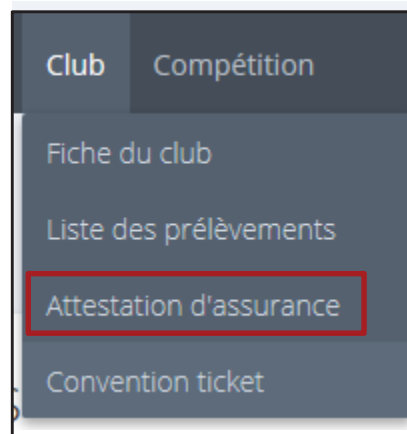 Club Compétition
Fiche du club
Liste des prélèvements
Attestation d'assurance
Convention ticket